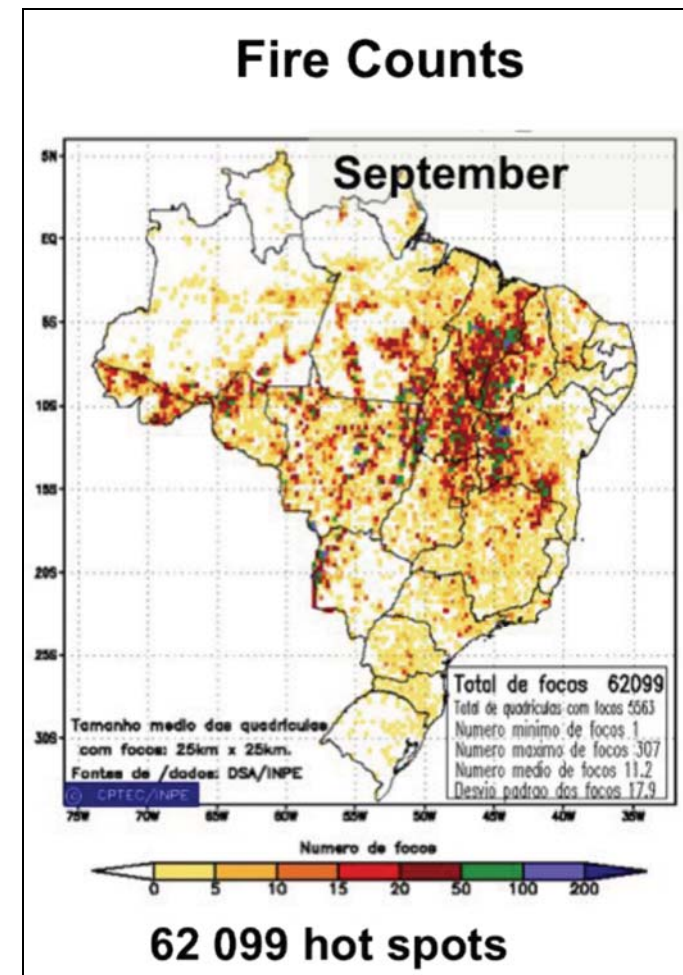 Fire Counts
September
5N
EQ
5S
10S
15S
20S
25S
30S
Total de focos 62099
Total de quadrículas com focos 5563
Numero minimo de focos 1
Numero maximo de focos 307
Numero medio de focos 11.2
Desvio padrao dos focos 17.9
Tamanho medio das quadrículas
com focos: 25km x 25km.
Fontes de /dados: DSA/INPE
© CPTEC/INPE
75W 70W 65W 60W 55W 50W 45W 40W 35W
Numero de focos
0 5 10 15 20 50 100 200
62 099 hot spots